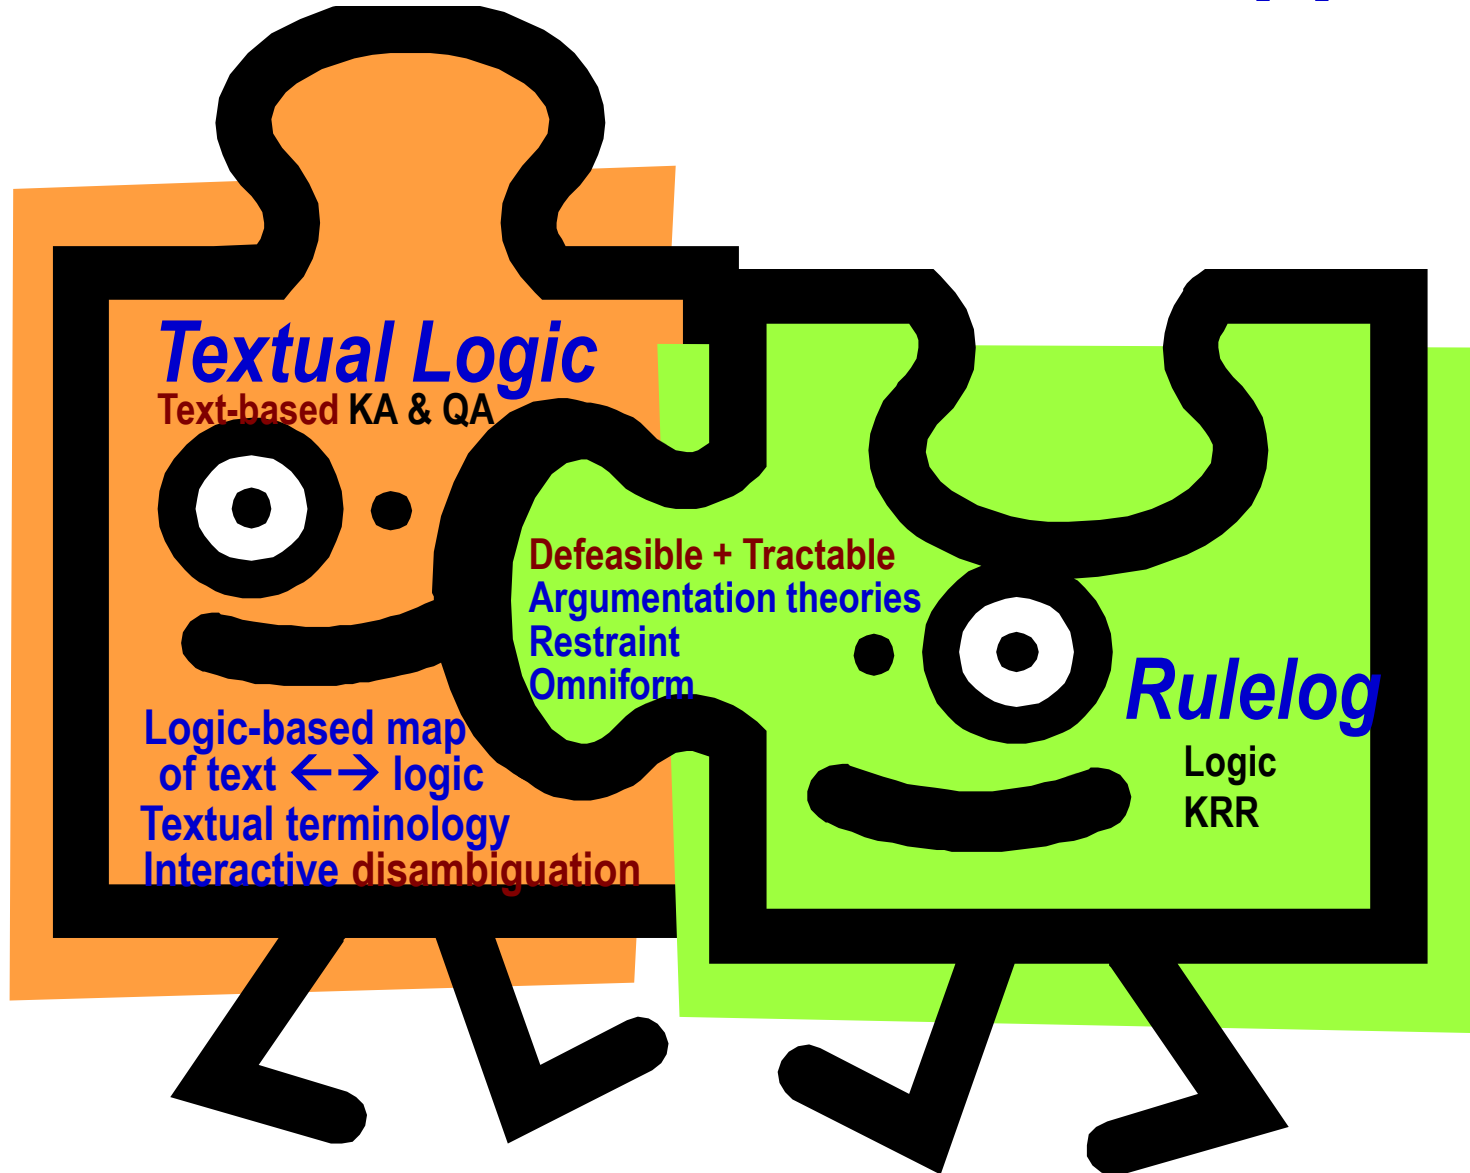 Textual Logic
Text-based KA & QA
Logic-based map
of text ←→ logic
Textual terminology
Interactive disambiguation
Defeasible + Tractable
Argumentation theories
Restraint
Omniform
Rulelog
Logic
KRR